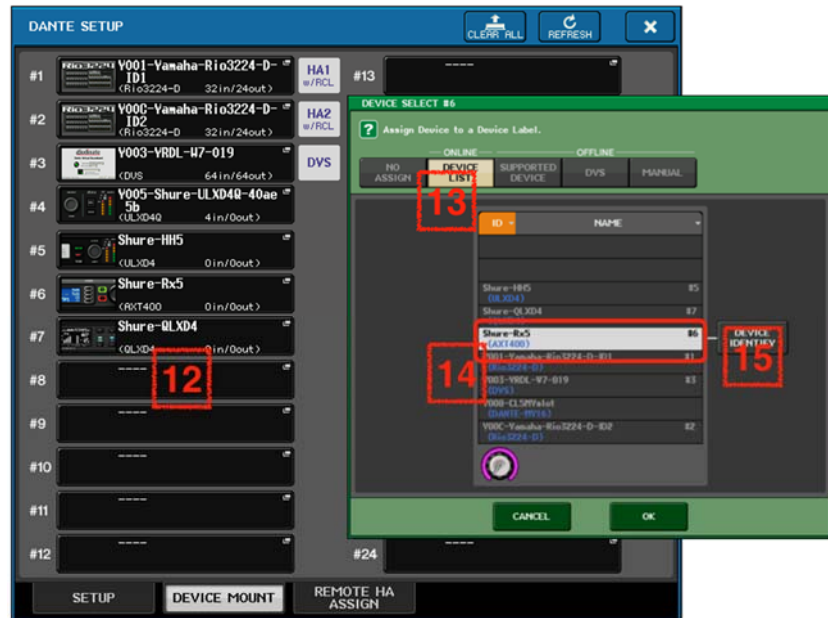 DANTE SETUP
CLEAR ALL
REFRESH
#1
Y001-Yamaha-Rio3224-D-
ID1
(Rio3224-D 32in/24out)
HA1
w/RCL
#13
----
#2
Y00C-Yamaha-Rio3224-D-
ID2
(Rio3224-D 32in/24out)
HA2
w/RCL
#3
Y003-YRDL-W7-019
(DVS 64in/64out)
DVS
#4
Y005-Shure-ULXD4Q-40ae
5b
(ULXD4Q 4in/0out)
#5
Shure-HH5
(ULXD4 0in/0out)
#6
Shure-Rx5
(AXT400 0in/0out)
#7
Shure-QLXD4
(QLXD4 0in/0out)
12
#8
----
#9
----
#10
----
#11
----
#12
----
#24
----
SETUP
DEVICE MOUNT
REMOTE HA
ASSIGN
DEVICE SELECT #6
? Assign Device to a Device Label.
ONLINE
OFFLINE
NO
ASSIGN
DEVICE
LIST
SUPPORTED
DEVICE
DVS
MANUAL
13
ID
NAME
Shure-HH5 #5
(ULXD4)
Shure-QLXD4 #7
Shure-Rx5 #6
(AXT400)
Y001-Yamaha-Rio3224-D-ID1 #1
(Rio3224-D)
Y003-YRDL-W7-019 #3
(DVS)
Y00B-CL5MYslot
(DANTE-MY16)
Y00C-Yamaha-Rio3224-D-ID2 #2
(Rio3224-D)
14
DEVICE
IDENTIFY
15
CANCEL
OK